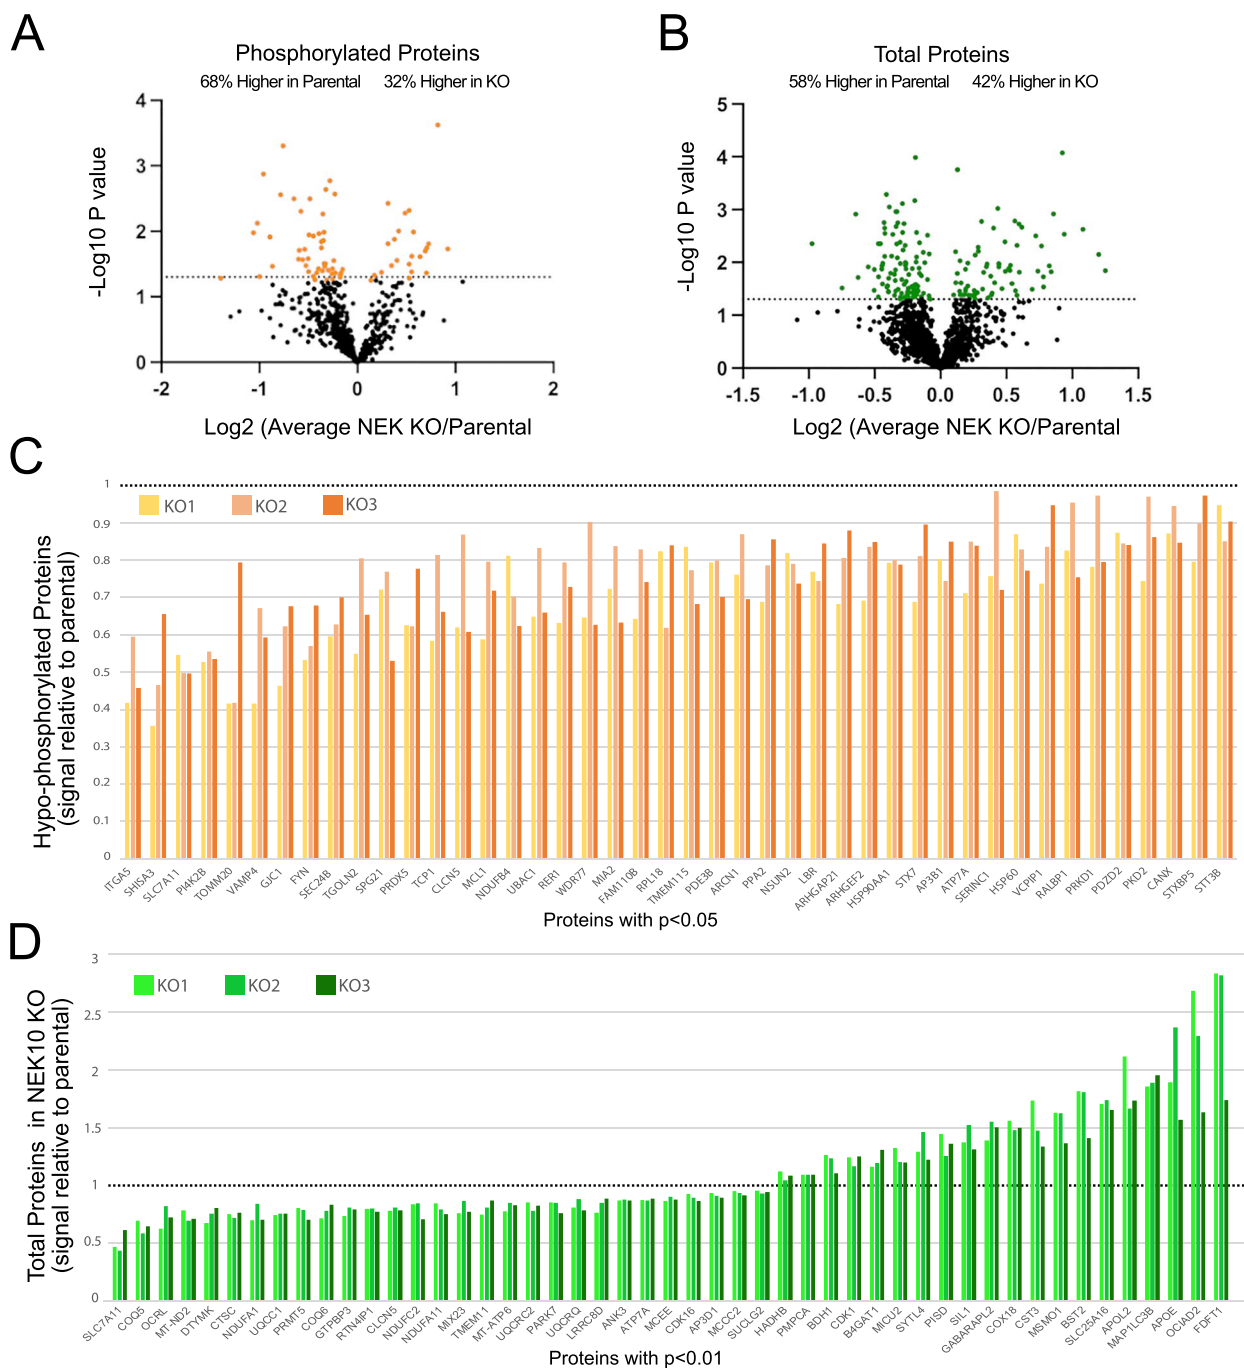 A
Phosphorylated Proteins
68% Higher in Parental 32% Higher in KO
4
3
2
1
0
-Log10 P value
-2 -1 0 1 2
Log2 (Average NEK KO/Parental
B
Total Proteins
58% Higher in Parental 42% Higher in KO
5
4
3
2
1
0
-Log10 P value
-1.5 -1.0 -0.5 0.0 0.5 1.0 1.5
Log2 (Average NEK KO/Parental
C
KO1 KO2 KO3
1
0.9
0.8
0.7
0.6
0.5
0.4
0.3
0.2
0.1
0
Hypo-phosphorylated Proteins
(signal relative to parental)
ITGA5 SHISA3 SLC7A11 PI4K2B TOMM20 VAMP4 GJC1 FYN SEC24B TGOLN2 SPG21 PRDX5 TCP1 CLCN5 MCL1 NDUFB4 UBAC1 RER1 WDR77 MIA2 FAM110B RPL18 TMEM115 PDE3B ARCN1 PPA2 NSUN2 LBR ARHGAP21 ARHGEF2 HSP90AA1 STX7 AP3B1 ATP7A SERINC1 HSP60 VCPIP1 RALBP1 PRKD1 PDZD2 PKD2 CANX STXBP5 STT3B
Proteins with p<0.05
D
KO1 KO2 KO3
3
2.5
2
1.5
1
0.5
0
Total Proteins in NEK10 KO
(signal relative to parental)
SLC7A11 COQ5 OCRL MT-ND2 DTYMK CTSC NDUFA1 UQCC1 PRMT5 COQ6 GTPBP3 RTN4IP1 CLCN5 NDUFC2 NDUFA11 MIX23 TMEM11 MT-ATP6 UQCRC2 PARK7 UQCRQ LRRC8D ANK3 ATP7A MCEE CDK16 AP3D1 MCCC2 SUCLG2 HADHB PMPCA BDH1 CDK1 B4GAT1 MICU2 SYTL4 PISD SIL1 GABARAPL2 COX18 CST3 MSMO1 BST2 SLC25A16 APOL2 MAP1LC3B APOE OCIAD2 FDFT1
Proteins with p<0.01